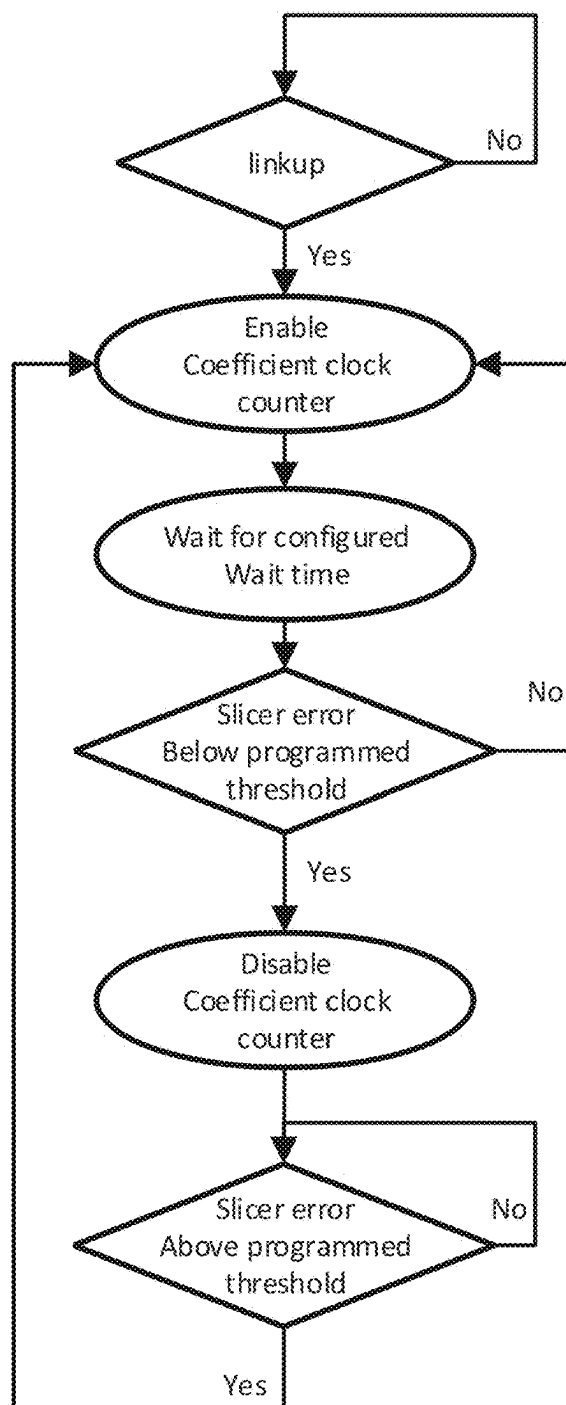 No
linkup
Yes
Enable
Coefficient clock
counter
Wait for configured
Wait time
No
Slicer error
Below programmed
threshold
Yes
Disable
Coefficient clock
counter
Slicer error
No
Above programmed
threshold
Yes